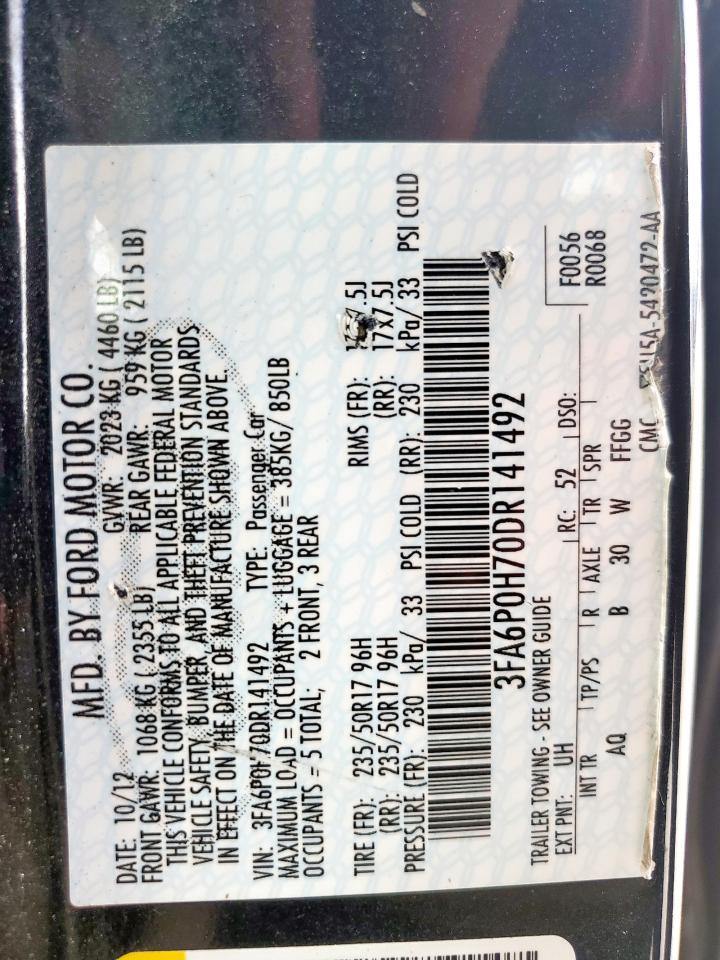 MFD. BY FORD MOTOR CO.
DATE: 10/12 GVWR: 2023 KG ( 4460 LB)
FRONT GAWR: 1068 KG ( 2355 LB) REAR GAWR: 959 KG ( 2115 LB)
THIS VEHICLE CONFORMS TO ALL APPLICABLE FEDERAL MOTOR
VEHICLE SAFETY, BUMPER, AND THEFT PREVENTION STANDARDS
IN EFFECT ON THE DATE OF MANUFACTURE SHOWN ABOVE.
VIN: 3FA6P0H70DR141492 TYPE: Passenger Car
MAXIMUM LOAD = OCCUPANTS + LUGGAGE = 385KG/ 850LB
OCCUPANTS = 5 TOTAL; 2 FRONT, 3 REAR
TIRE (FR): 235/50R17 96H RIMS (FR): .5J
(RR): 235/50R17 96H (RR): 17x7.5J
PRESSURE (FR): 230 kPa/ 33 PSI COLD (RR): 230 kPa/ 33 PSI COLD
3FA6P0H70DR141492
TRAILER TOWING - SEE OWNER GUIDE
F0056
R0068
EXT PNT: UH RC: 52 DSO:
INT TR TP/PS R AXLE TR SPR
AQ B 30 W FFGG
CMC 5A-5420472-AA